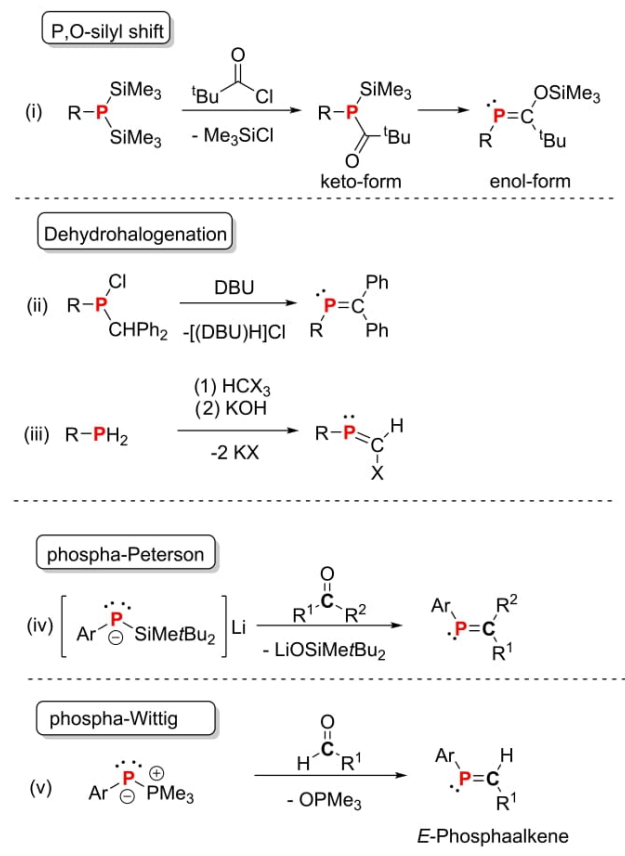 P,O-silyl shift
(i) R–P SiMe3 SiMe3
O tBu Cl
- Me3SiCl
SiMe3 R–P tBu O
keto-form
P=C OSiMe3 R tBu
enol-form
Dehydrohalogenation
(ii) R–P Cl CHPh2
DBU
-[(DBU)H]Cl
P=C Ph R Ph
(iii) R–PH2
(1) HCX3
(2) KOH
-2 KX
R–P=C H X
phospha-Peterson
(iv) [Ar P ⊖ SiMetBu2] Li
O R1 C R2
- LiOSiMetBu2
Ar P=C R2 R1
phospha-Wittig
(v) Ar P ⊖ ⊕ PMe3
O H C R1
- OPMe3
Ar P=C H R1
E-Phosphaalkene